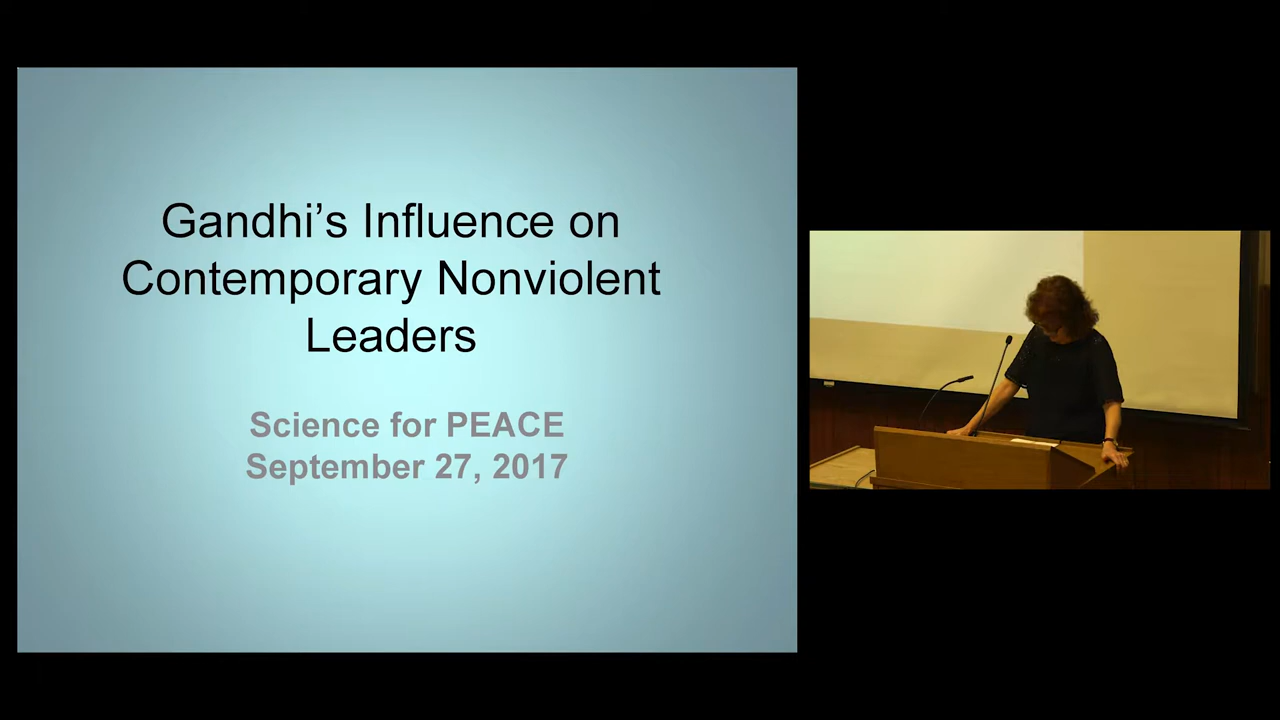 Gandhi’s Influence on
Contemporary Nonviolent
Leaders
Science for PEACE
September 27, 2017